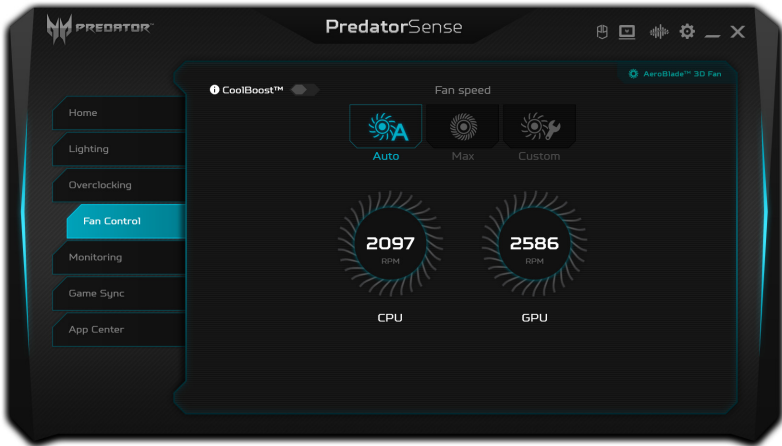 PREDATOR
PredatorSense
AeroBlade™ 3D Fan
CoolBoost™
Fan speed
Home
Lighting
Overclocking
Fan Control
Monitoring
Game Sync
App Center
Auto
Max
Custom
2097
RPM
CPU
2586
RPM
GPU